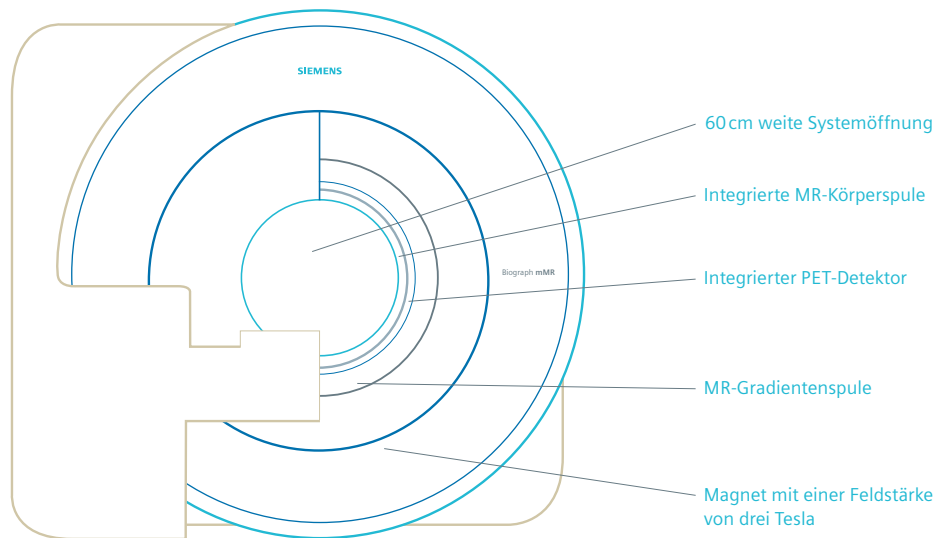 SIEMENS
60 cm weite Systemöffnung
Integrierte MR-Körperspule
Biograph mMR
Integrierter PET-Detektor
MR-Gradientenspule
Magnet mit einer Feldstärke
von drei Tesla